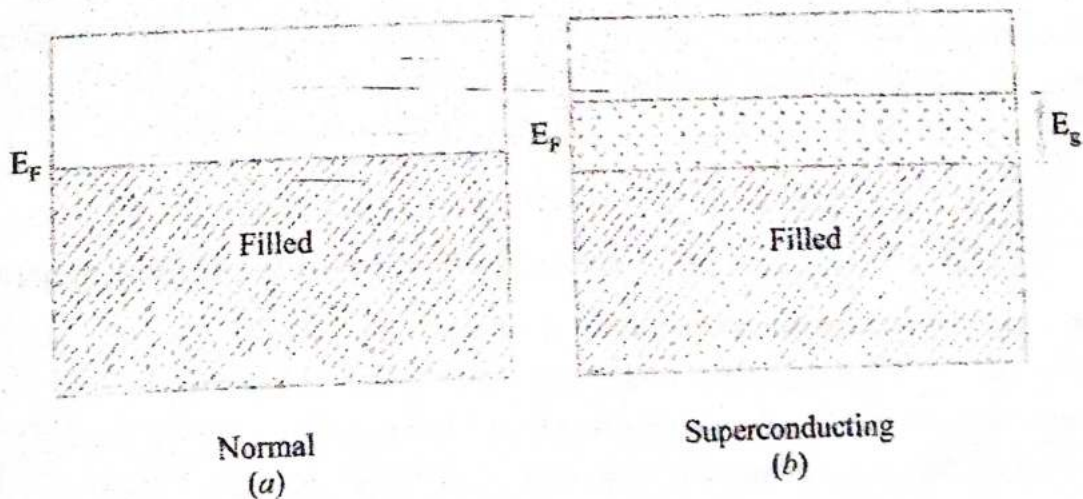 E_F
E_F
E_g
Filled
Filled
Normal
(a)
Superconducting
(b)